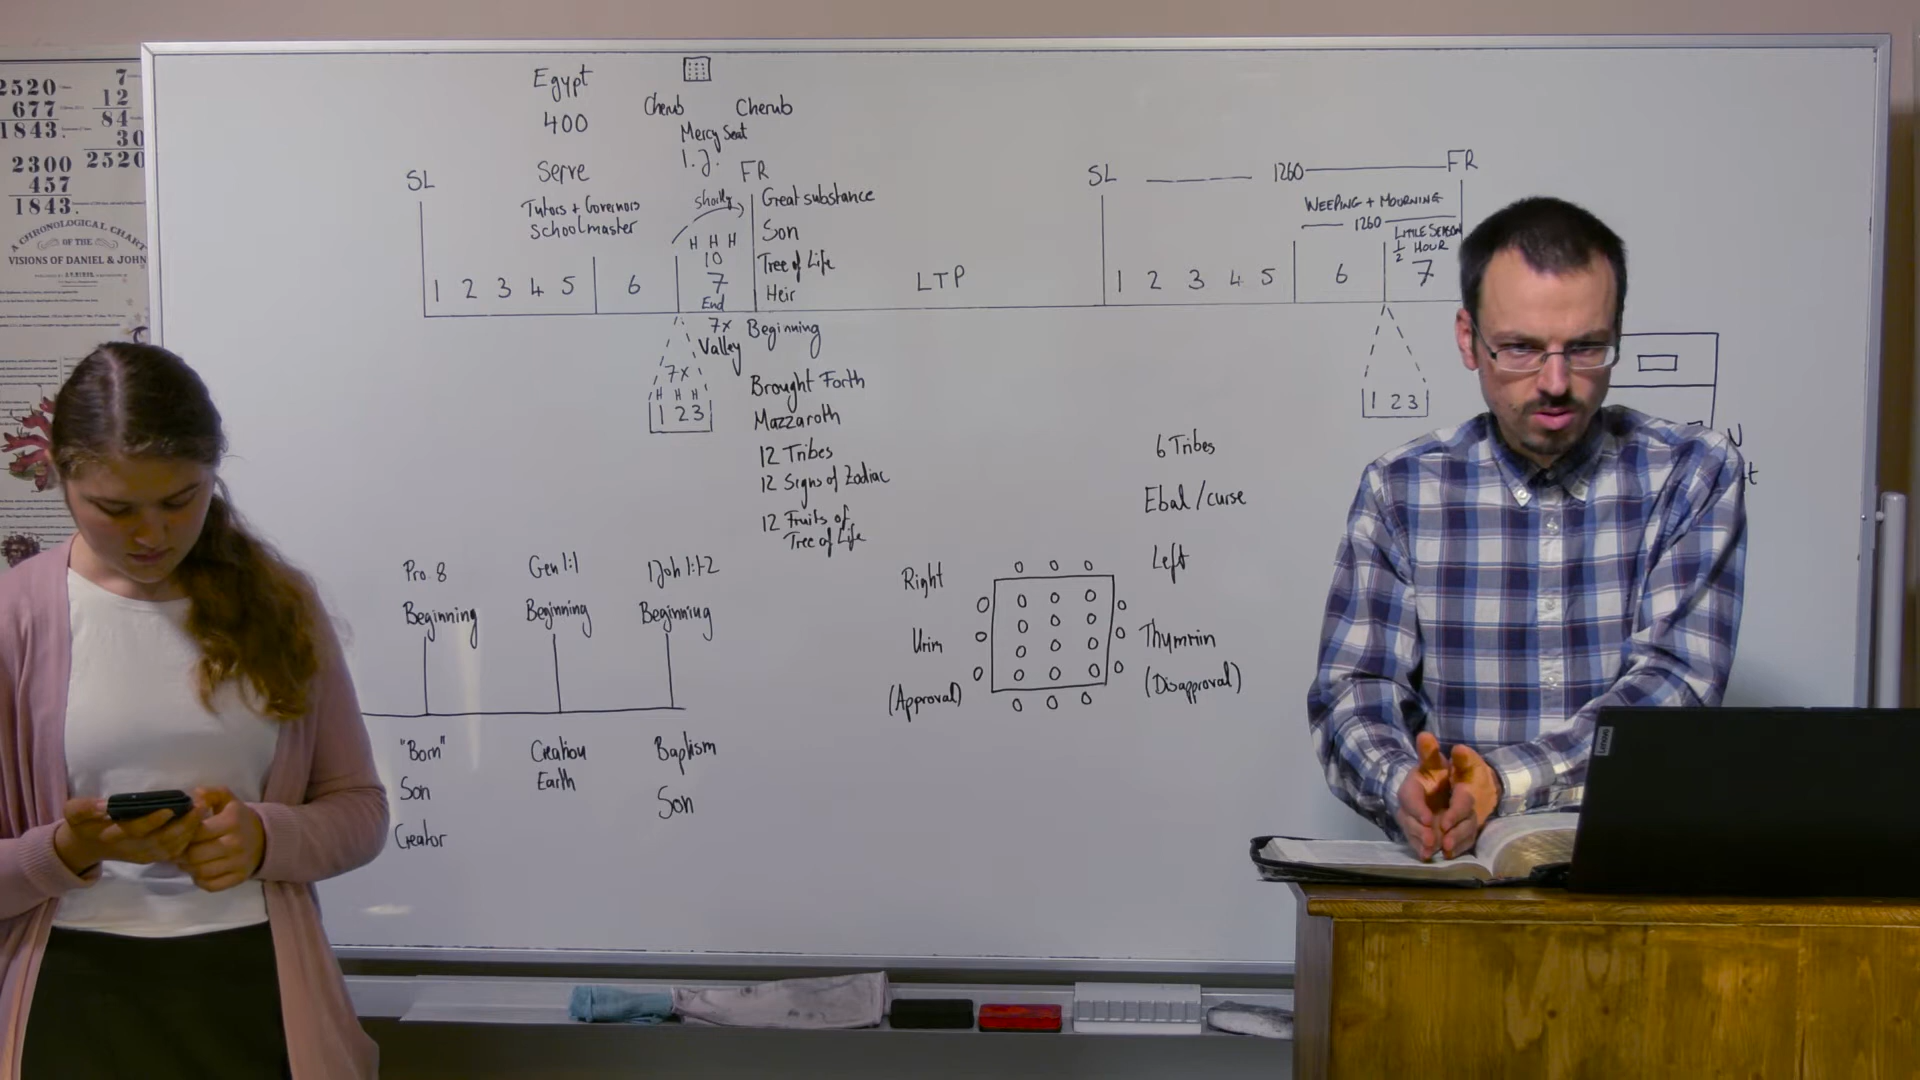 2520
677
1843.
2300
457
1843.
7
12
84
30
2520
A CHRONOLOGICAL CHART
OF THE
VISIONS OF DANIEL & JOHN
Egypt
400
Serve
Tutors + Governors
Schoolmaster
Cherub Cherub
Mercy Seat
I.J.
SL
FR
shortly
Great substance
Son
Tree of Life
Heir
H H H
10
1 2 3 4 5 6 7
End
7x Beginning
Valley
7x
H H H
1 2 3
Brought Forth
Mazzaroth
12 Tribes
12 Signs of Zodiac
12 Fruits of
Tree of Life
LTP
SL 1260 FR
WEEPING + MOURNING
1260
LITTLE SEASON
1/2 HOUR
1 2 3 4 5 6 7
1 2 3
6 Tribes
Ebal/curse
Left
Thymmin
(Disapproval)
Right
Urim
(Approval)
Pro 8 Gen 1:1 1 Joh 1:1-2
Beginning Beginning Beginning
"Born"
Son
Creator
Creation
Earth
Baptism
Son
Lenovo